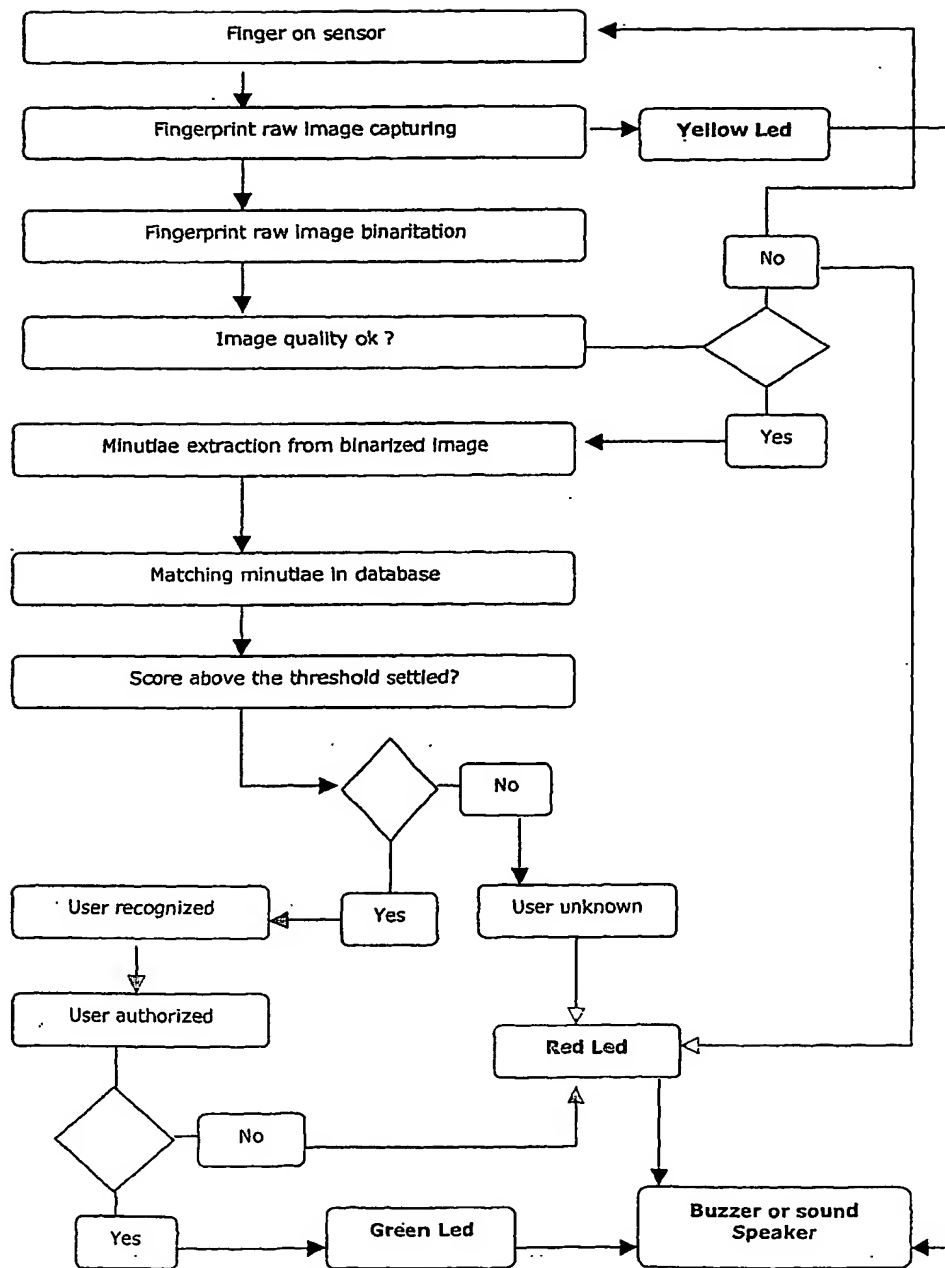 Finger on sensor
Fingerprint raw image capturing
Yellow Led
Fingerprint raw image binaritation
No
Image quality ok ?
Yes
Minutiae extraction from binarized image
Matching minutiae in database
Score above the threshold settled?
No
User recognized
Yes
User unknown
User authorized
Red Led
No
Yes
Green Led
Buzzer or sound
Speaker